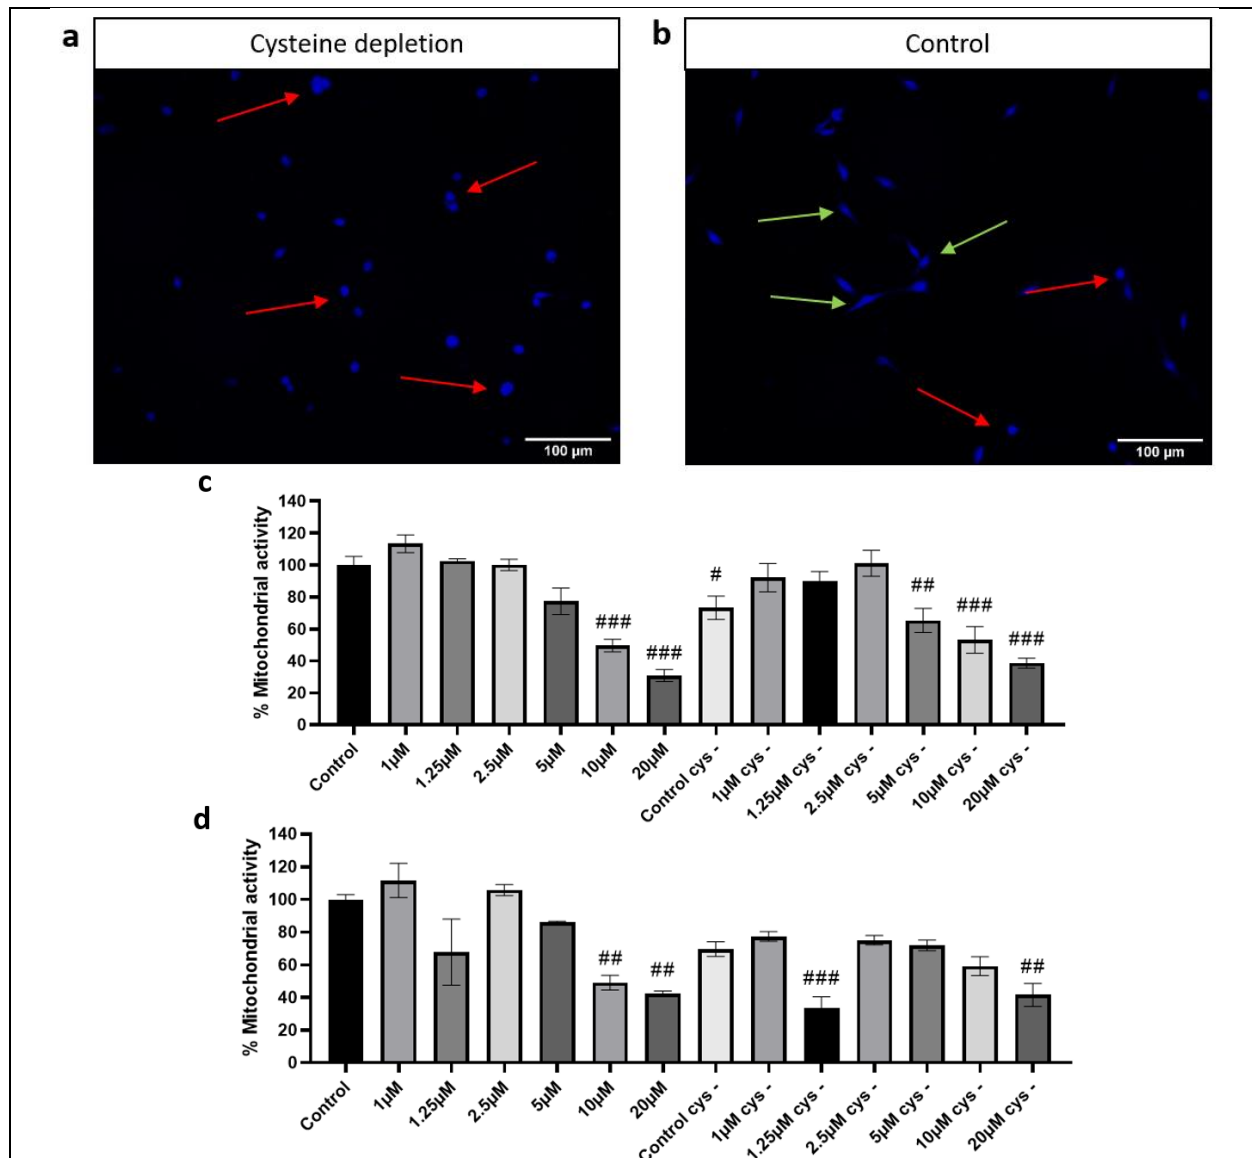 a
Cysteine depletion
b
Control
100 µm
100 µm
c
% Mitochondrial activity
140
120
100
80
60
40
20
0
###
###
#
##
###
###
Control
1µM
1.25µM
2.5µM
5µM
10µM
20µM
Control cys -
1µM cys -
1.25µM cys -
2.5µM cys -
5µM cys -
10µM cys -
20µM cys -
d
% Mitochondrial activity
140
120
100
80
60
40
20
0
##
##
###
##
Control
1µM
1.25µM
2.5µM
5µM
10µM
20µM
Control cys -
1µM cys -
1.25µM cys -
2.5µM cys -
5µM cys -
10µM cys -
20µM cys -